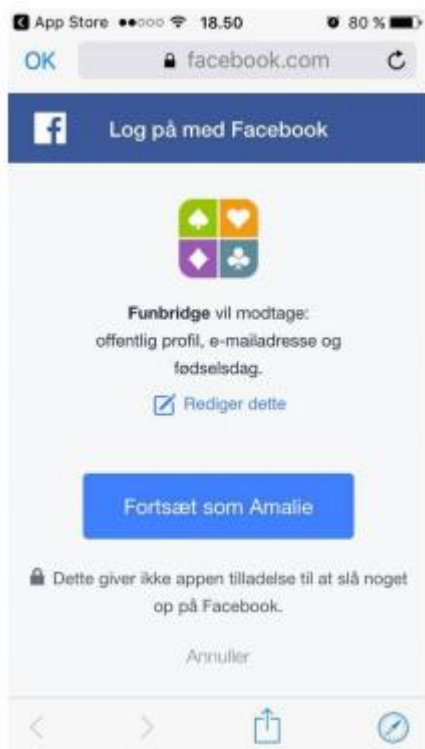 App Store 18.50 80 %
OK facebook.com
Log på med Facebook
Funbridge vil modtage:
offentlig profil, e-mailadresse og
fødselsdag.
Rediger dette
Fortsæt som Amalie
Dette giver ikke appen tilladelse til at slå noget
op på Facebook.
Annuller